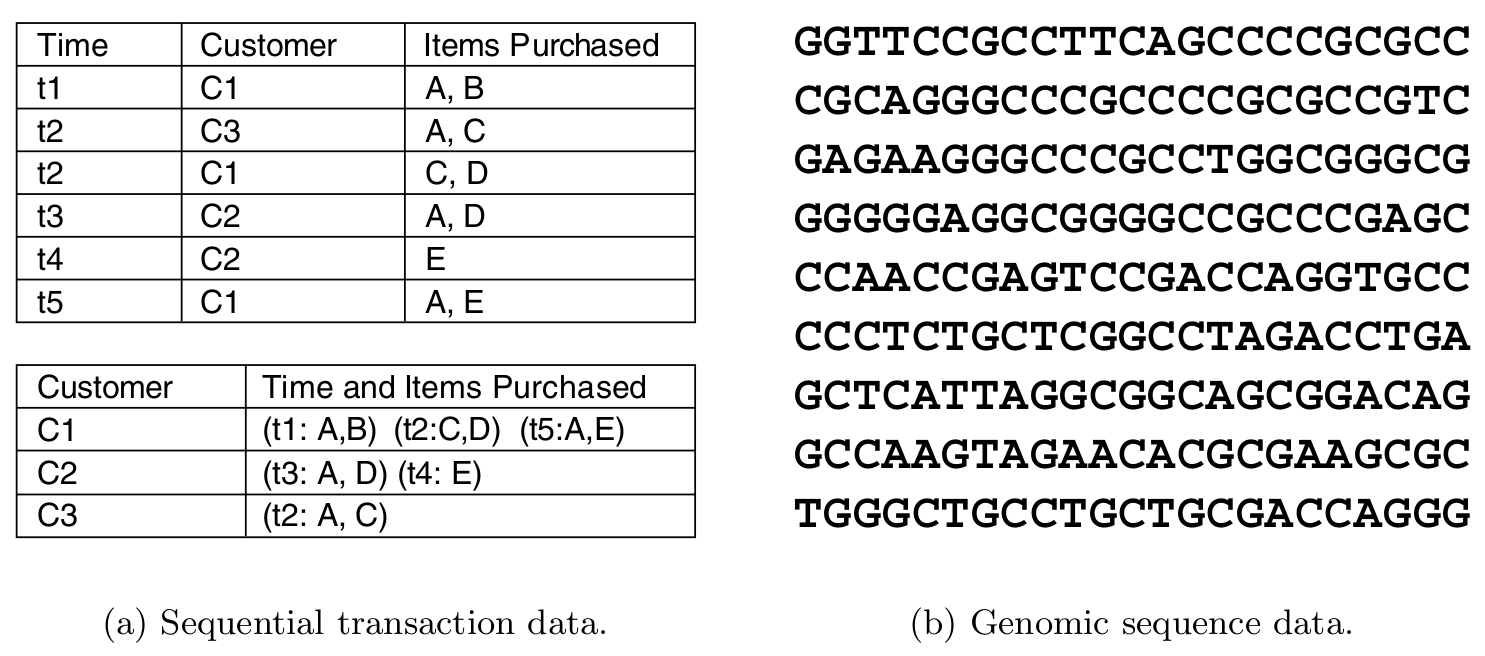 Time Customer Items Purchased
t1 C1 A, B
t2 C3 A, C
t2 C1 C, D
t3 C2 A, D
t4 C2 E
t5 C1 A, E
Customer Time and Items Purchased
C1 (t1: A,B) (t2:C,D) (t5:A,E)
C2 (t3: A, D) (t4: E)
C3 (t2: A, C)
(a) Sequential transaction data.
GGTTCCGCCTTCAGCCCCGCGCC
CGCAGGGCCCGCCCCGCGCCGTC
GAGAAGGGCCCGCCTGGCGGGCG
GGGGGAGGCGGGGCCGCCCGAGC
CCAACCGAGTCCGACCAGGTGCC
CCCTCTGCTCGGCCTAGACCTGA
GCTCATTAGGCGGCAGCGGACAG
GCCAAGTAGAACACGCGAAGCGC
TGGGCTGCCTGCTGCGACCAGGG
(b) Genomic sequence data.